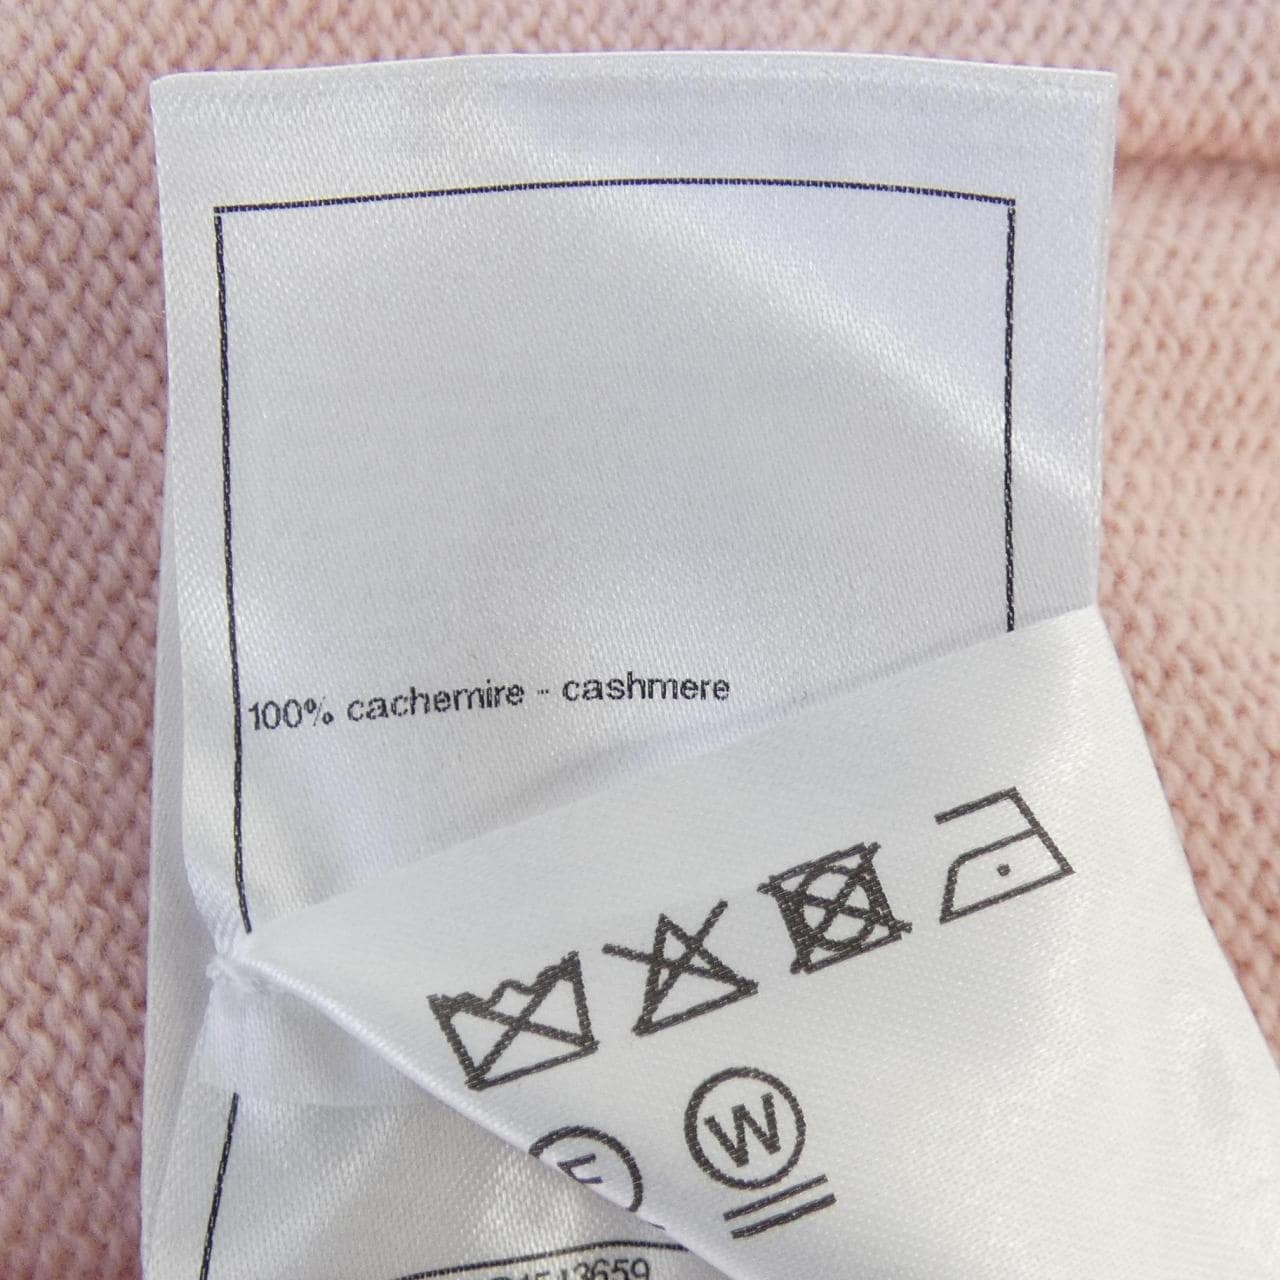 100% cachemire - cashmere
W